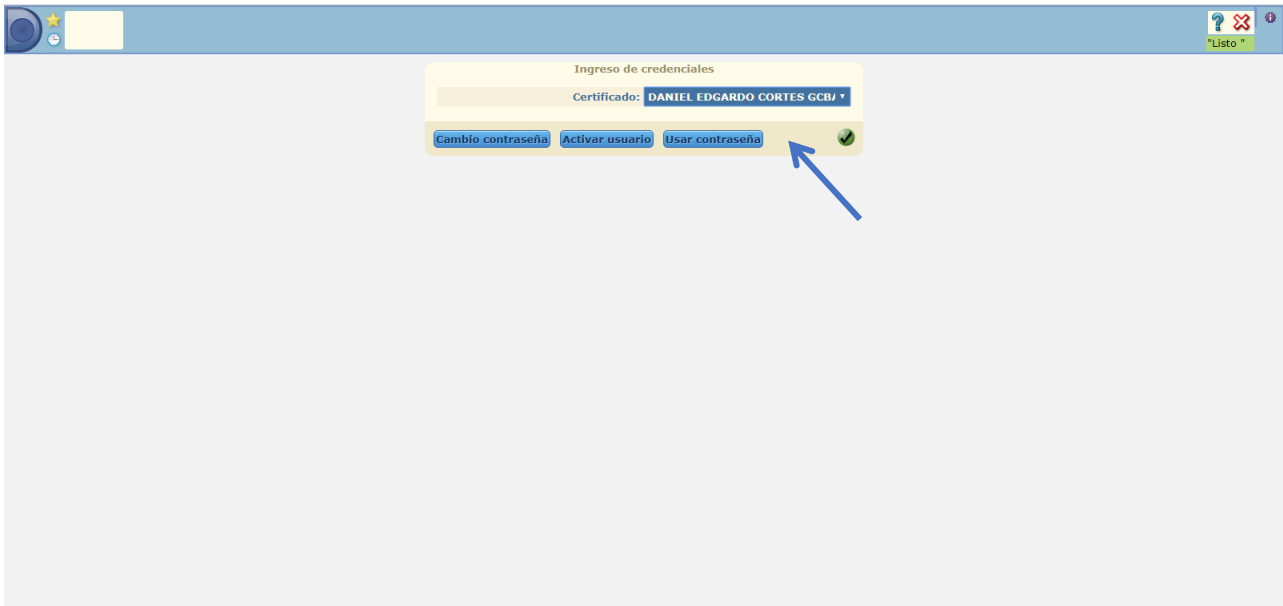 "Listo "
Ingreso de credenciales
Certificado: DANIEL EDGARDO CORTES GCB
Cambio contraseña Activar usuario Usar contraseña